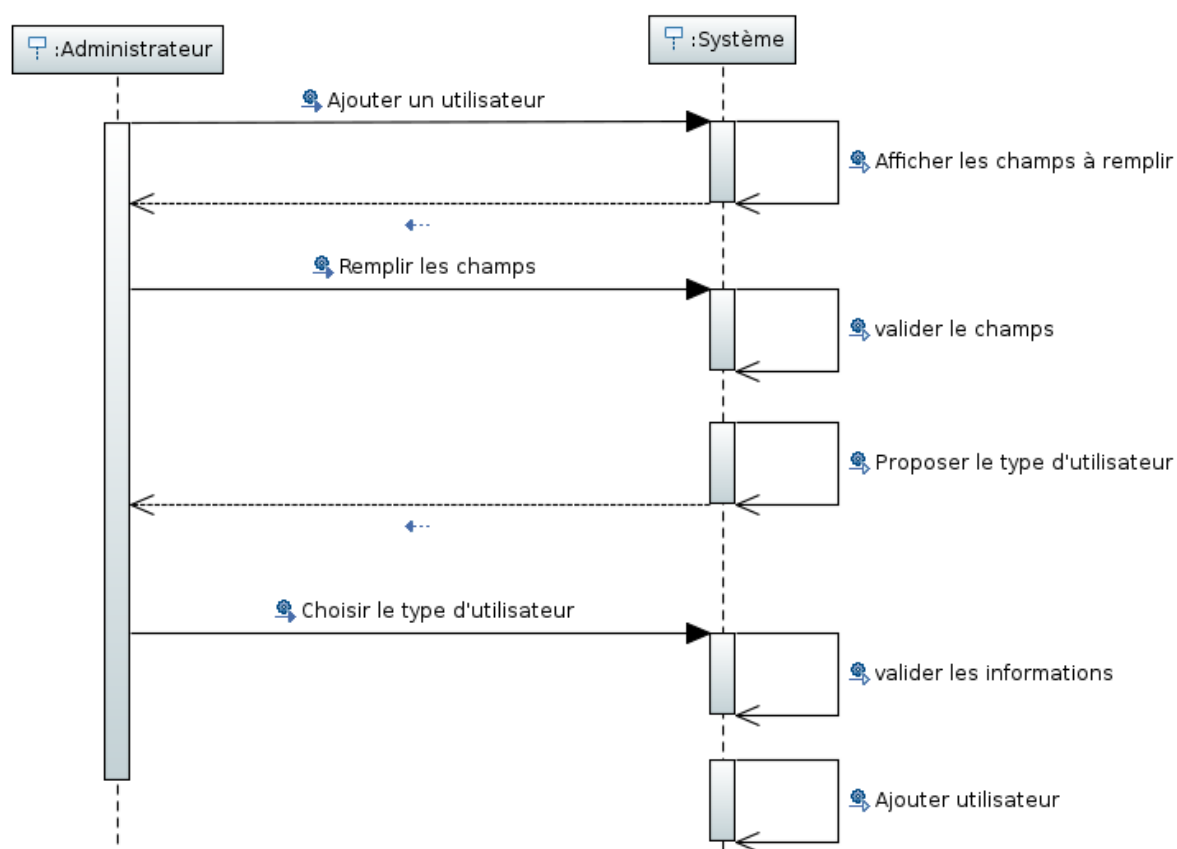 :Administrateur
:Système
Ajouter un utilisateur
Afficher les champs à remplir
Remplir les champs
valider le champs
Proposer le type d'utilisateur
Choisir le type d'utilisateur
valider les informations
Ajouter utilisateur